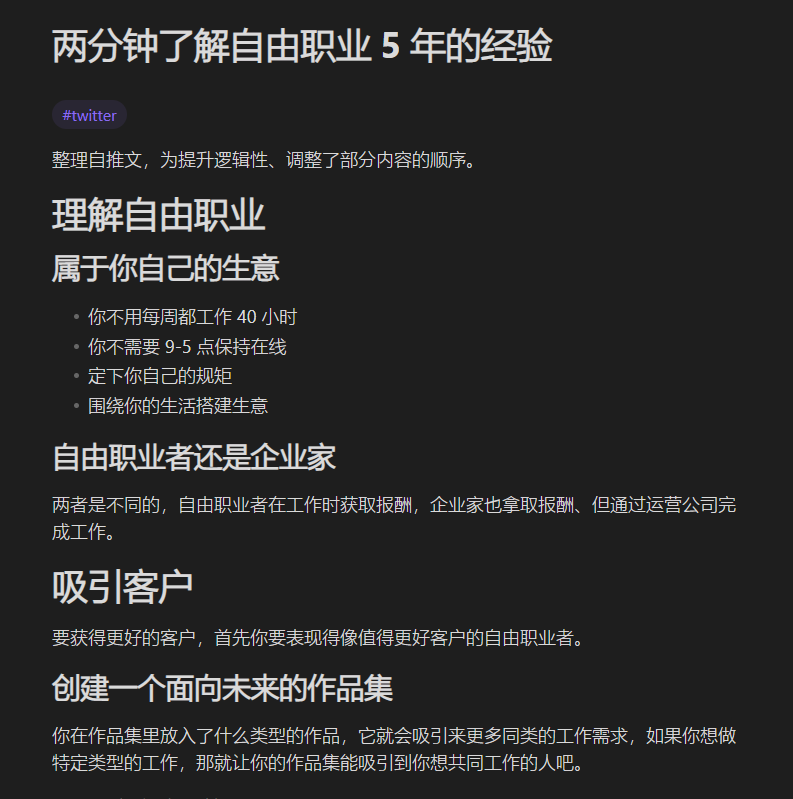 两分钟了解自由职业 5 年的经验
#twitter
整理自推文，为提升逻辑性、调整了部分内容的顺序。
理解自由职业
属于你自己的生意
• 你不用每周都工作 40 小时
• 你不需要 9-5 点保持在线
• 定下你自己的规矩
• 围绕你的生活搭建生意
自由职业者还是企业家
两者是不同的，自由职业者在工作时获取报酬，企业家也拿取报酬、但通过运营公司完
成工作。
吸引客户
要获得更好的客户，首先你要表现得像值得更好客户的自由职业者。
创建一个面向未来的作品集
你在作品集里放入了什么类型的作品，它就会吸引来更多同类的工作需求，如果你想做
特定类型的工作，那就让你的作品集能吸引到你想共同工作的人吧。